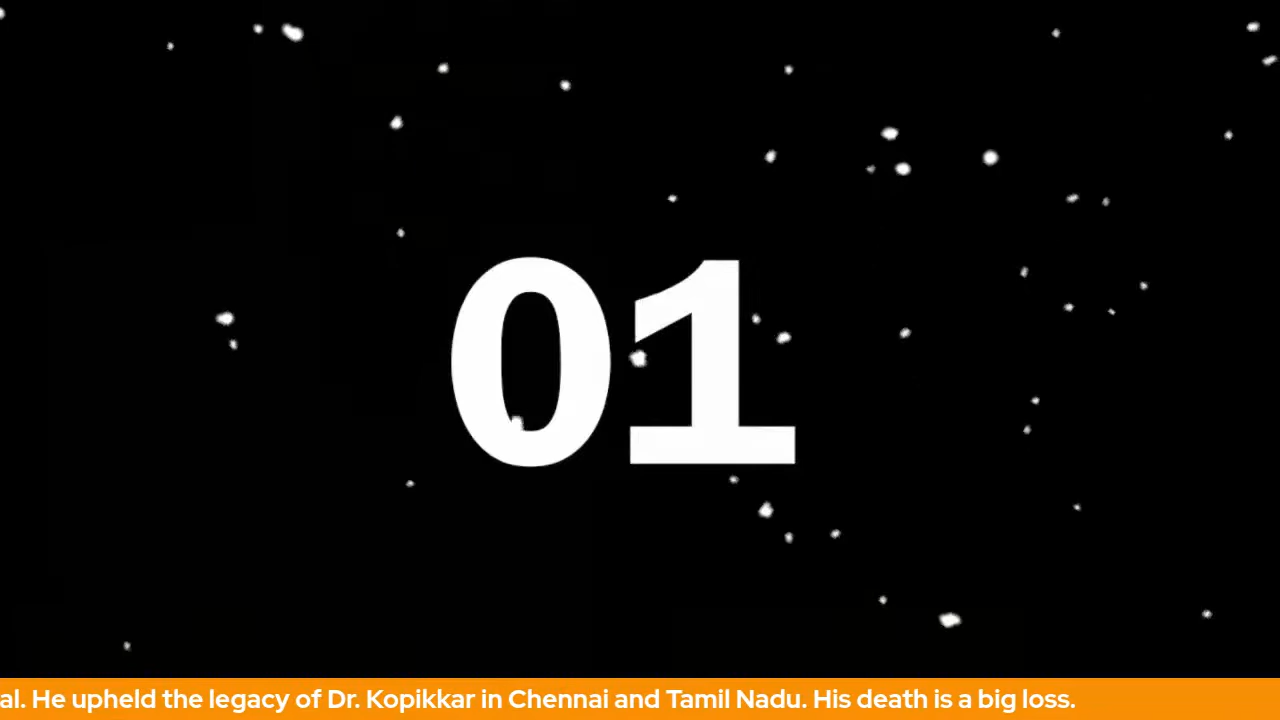 01
al. He upheld the legacy of Dr. Kopikkar in Chennai and Tamil Nadu. His death is a big loss.